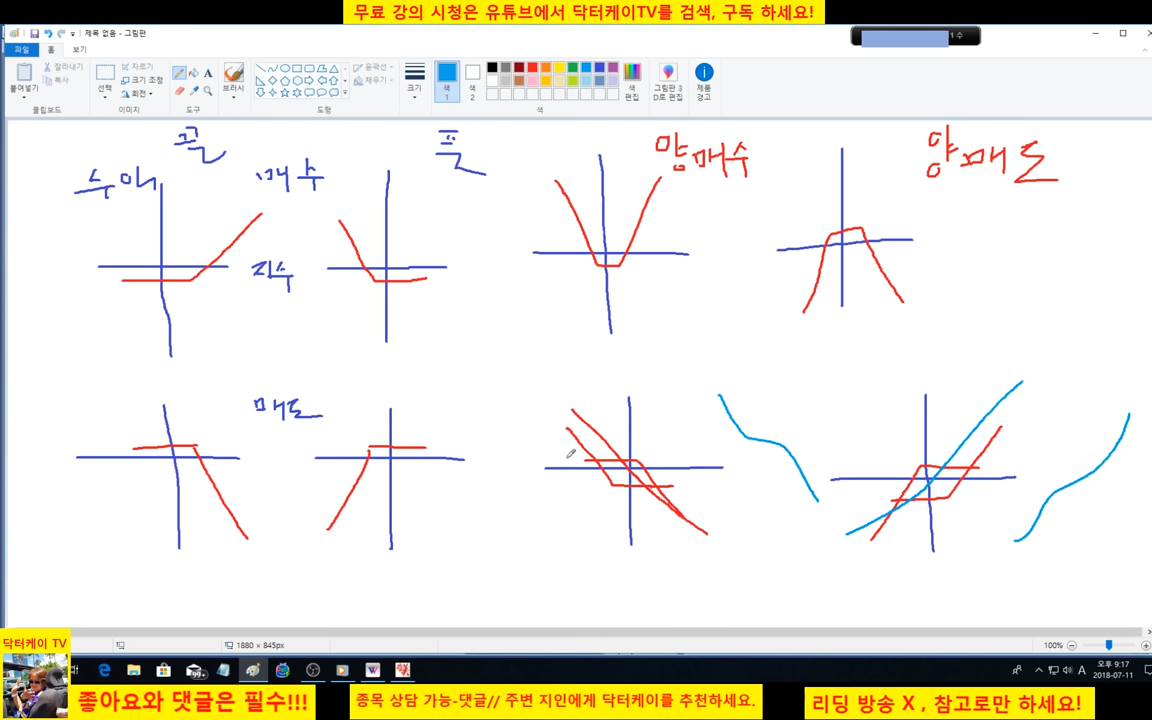 무료 강의 시청은 유튜브에서 닥터케이TV를 검색, 구독 하세요!
제목 없음 - 그림판
1 수
파일 홈 보기
붙여넣기
잘라내기
복사
클립보드
선택
자르기
크기 조정
회전
이미지
A
도구
브러시
윤곽선
채우기
도형
크기
색 1
색 2
색 편집
색
그림판 3D로 편집
제품 경고
콜
풋
양매수
양매도
수익
매수
지수
매도
1880 × 845px
100%
닥터케이 TV
99+
A
오후 9:17
2018-07-11
좋아요와 댓글은 필수!!!
종목 상담 가능-댓글// 주변 지인에게 닥터케이를 추천하세요.
리딩 방송 X , 참고로만 하세요!